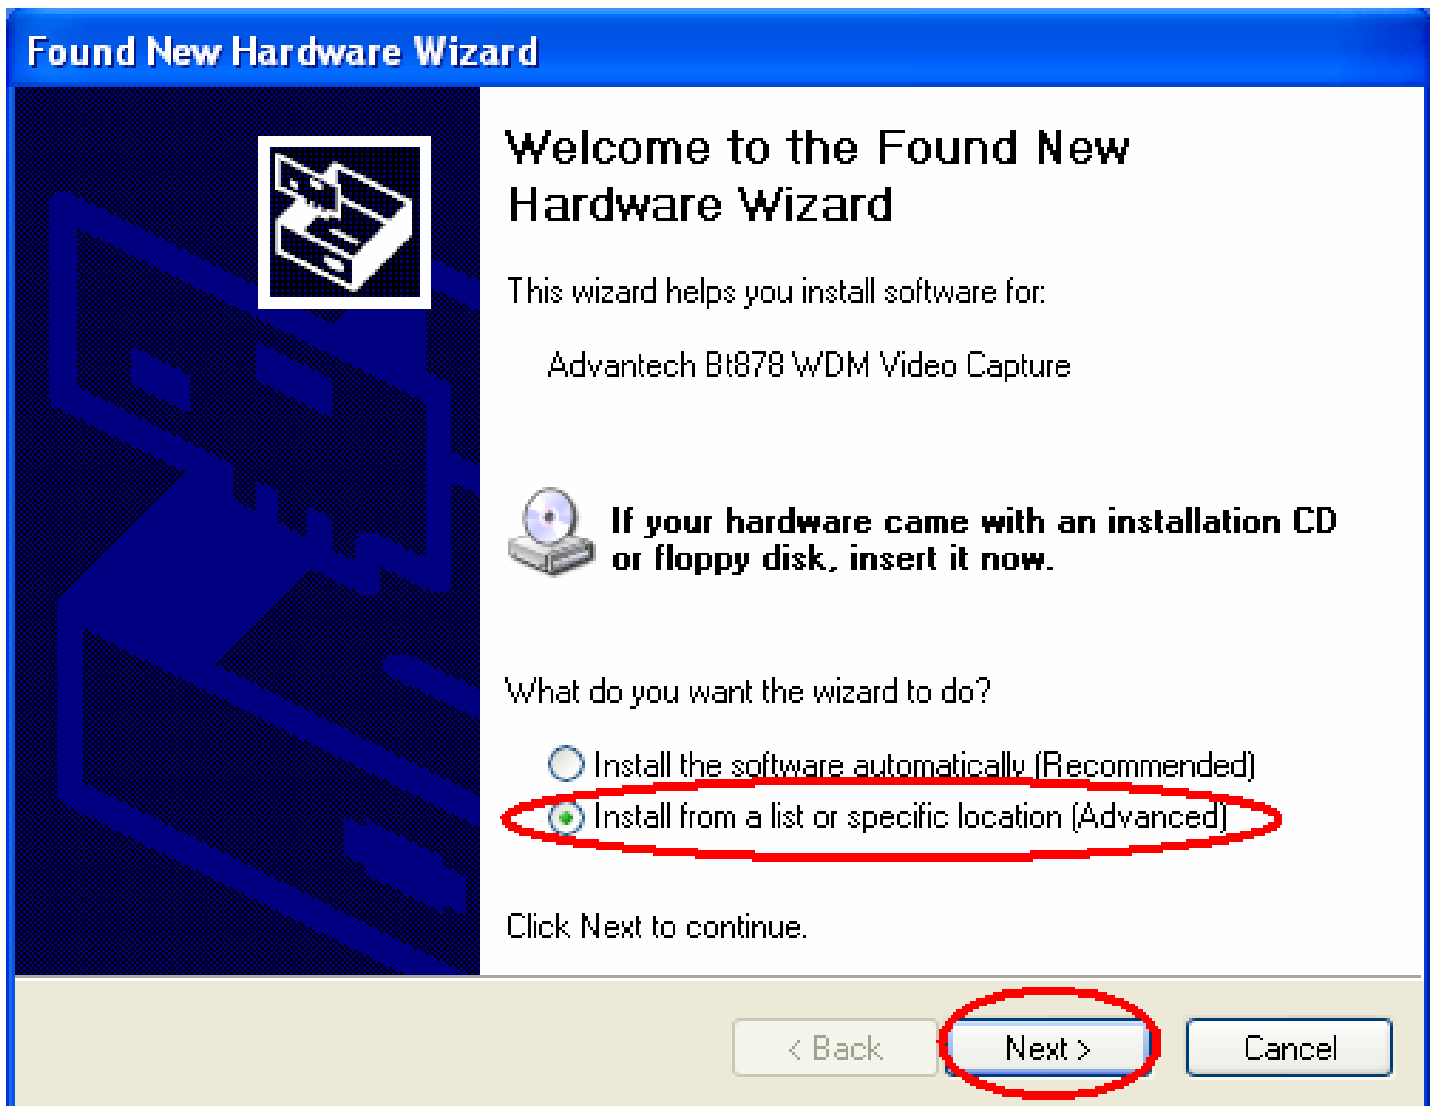 Found New Hardware Wizard
Welcome to the Found New
Hardware Wizard
This wizard helps you install software for:
Advantech Bt878 WDM Video Capture
If your hardware came with an installation CD
or floppy disk, insert it now.
What do you want the wizard to do?
Install the software automatically (Recommended)
Install from a list or specific location (Advanced)
Click Next to continue.
< Back Next > Cancel